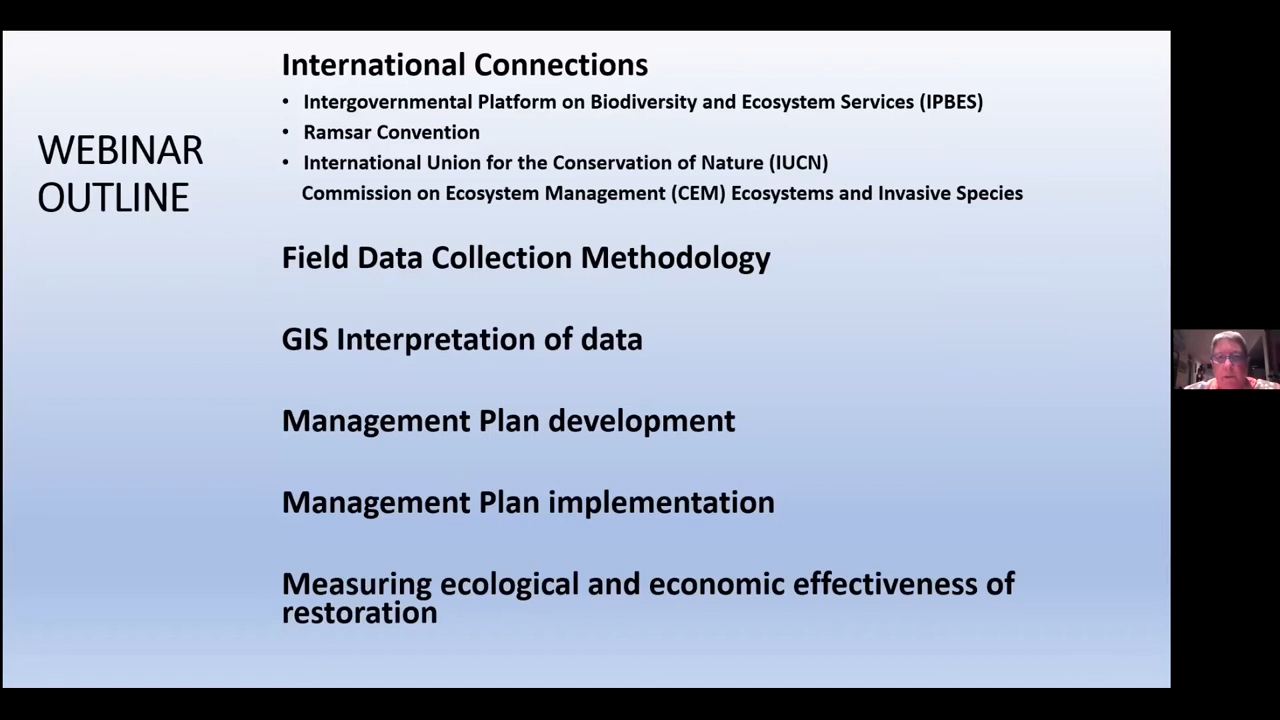 WEBINAR
OUTLINE
International Connections
• Intergovernmental Platform on Biodiversity and Ecosystem Services (IPBES)
• Ramsar Convention
• International Union for the Conservation of Nature (IUCN)
Commission on Ecosystem Management (CEM) Ecosystems and Invasive Species
Field Data Collection Methodology
GIS Interpretation of data
Management Plan development
Management Plan implementation
Measuring ecological and economic effectiveness of
restoration